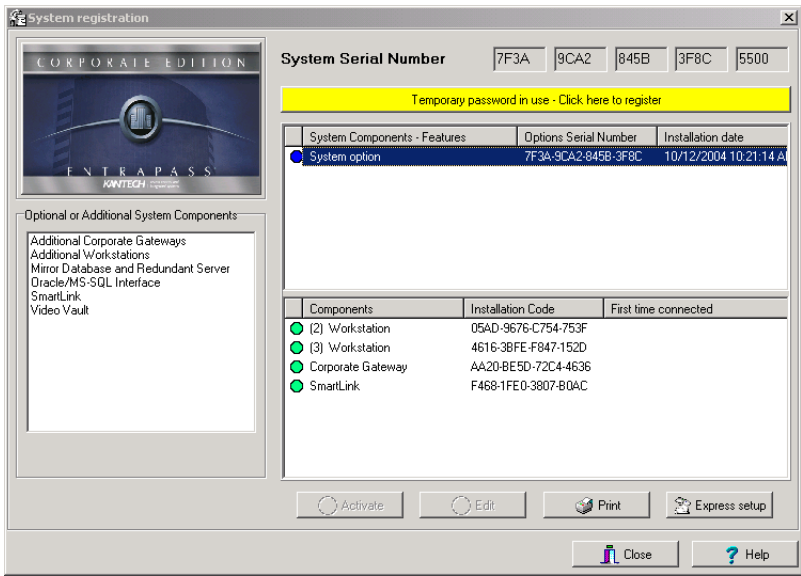 System registration
CORPORATE EDITION
ENTRAPASS
KANTECH
System Serial Number 7F3A 9CA2 845B 3F8C 5500
Temporary password in use - Click here to register
System Components - Features Options Serial Number Installation date
System option 7F3A-9CA2-845B-3F8C 10/12/2004 10:21:14 A
Optional or Additional System Components
Additional Corporate Gateways
Additional Workstations
Mirror Database and Redundant Server
Oracle/MS-SQL Interface
SmartLink
Video Vault
Components Installation Code First time connected
(2) Workstation 05AD-9676-C754-753F
(3) Workstation 4616-3BFE-F847-152D
Corporate Gateway AA20-BE5D-72C4-4636
SmartLink F468-1FE0-3807-B0AC
Activate Edit Print Express setup
Close Help